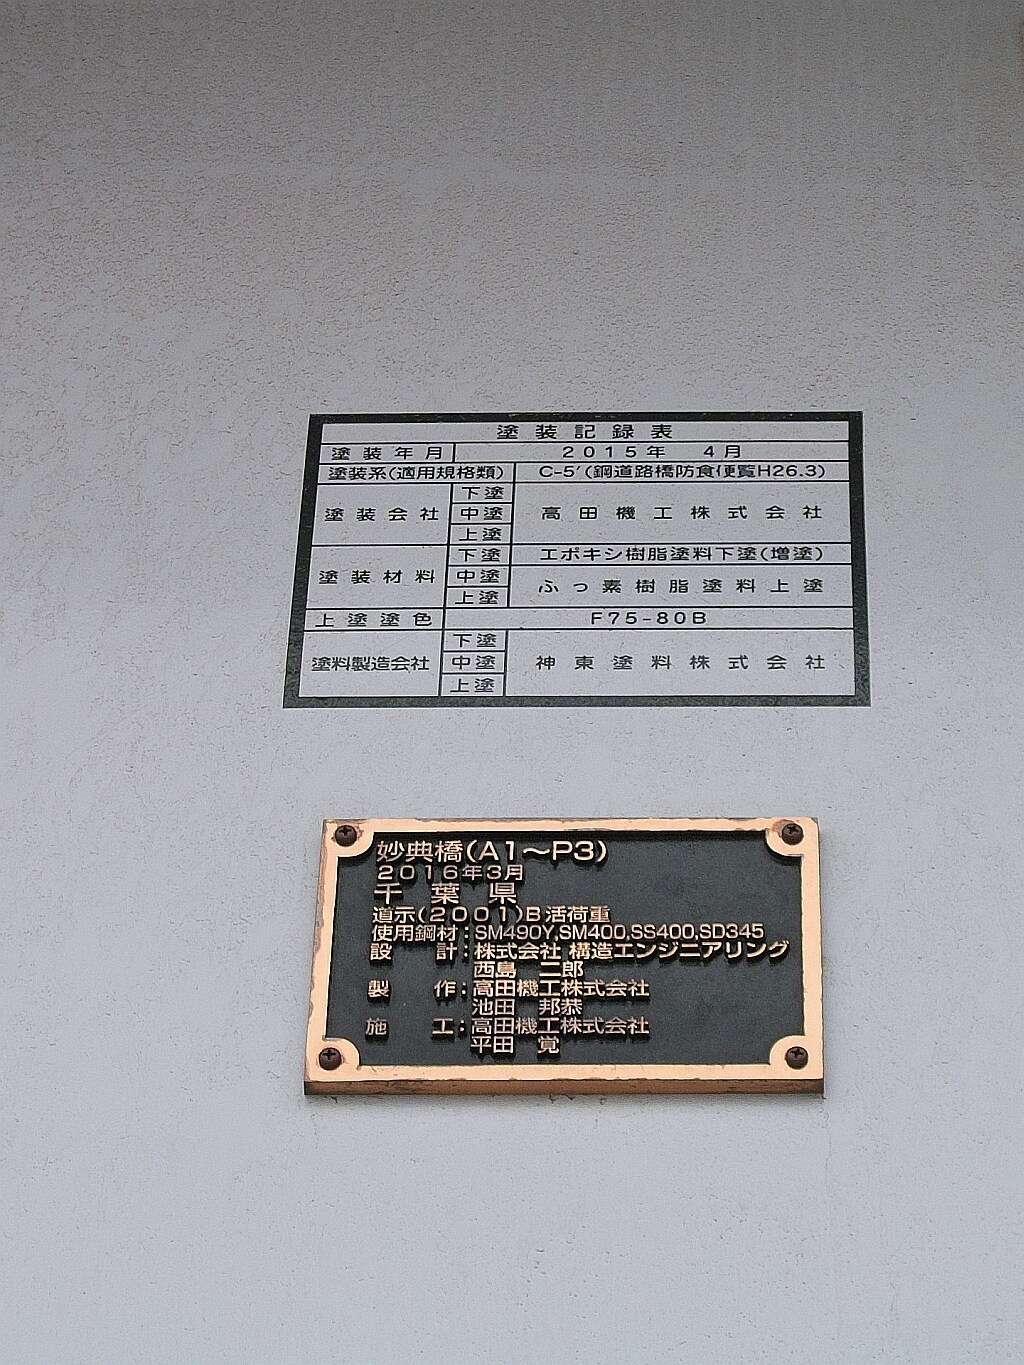 塗装記録表
塗装年月 2015年 4月
塗装系(適用規格類) C-5'(鋼道路橋防食便覧H26.3)
塗装会社 下塗 中塗 上塗 高田機工株式会社
塗装材料 下塗 エポキシ樹脂塗料下塗(増塗)
中塗 上塗 ふっ素樹脂塗料上塗
上塗塗色 F75-80B
塗料製造会社 下塗 中塗 上塗 神東塗料株式会社
妙典橋(A1～P3)
2016年3月
千葉県
道示(2001)B活荷重
使用鋼材:SM490Y,SM400,SS400,SD345
設計:株式会社 構造エンジニアリング
西島 二郎
製作:高田機工株式会社
池田 邦恭
施工:高田機工株式会社
平田 覚